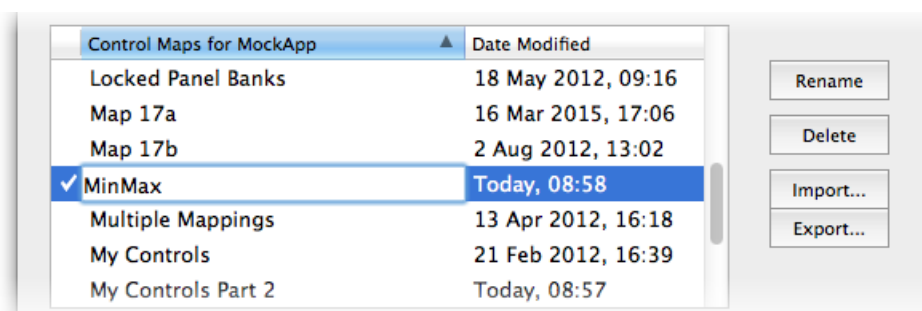 Control Maps for MockApp Date Modified
Locked Panel Banks 18 May 2012, 09:16
Rename
Map 17a 16 Mar 2015, 17:06
Delete
Map 17b 2 Aug 2012, 13:02
MinMax Today, 08:58
Import...
Multiple Mappings 13 Apr 2012, 16:18
Export...
My Controls 21 Feb 2012, 16:39
My Controls Part 2 Today, 08:57